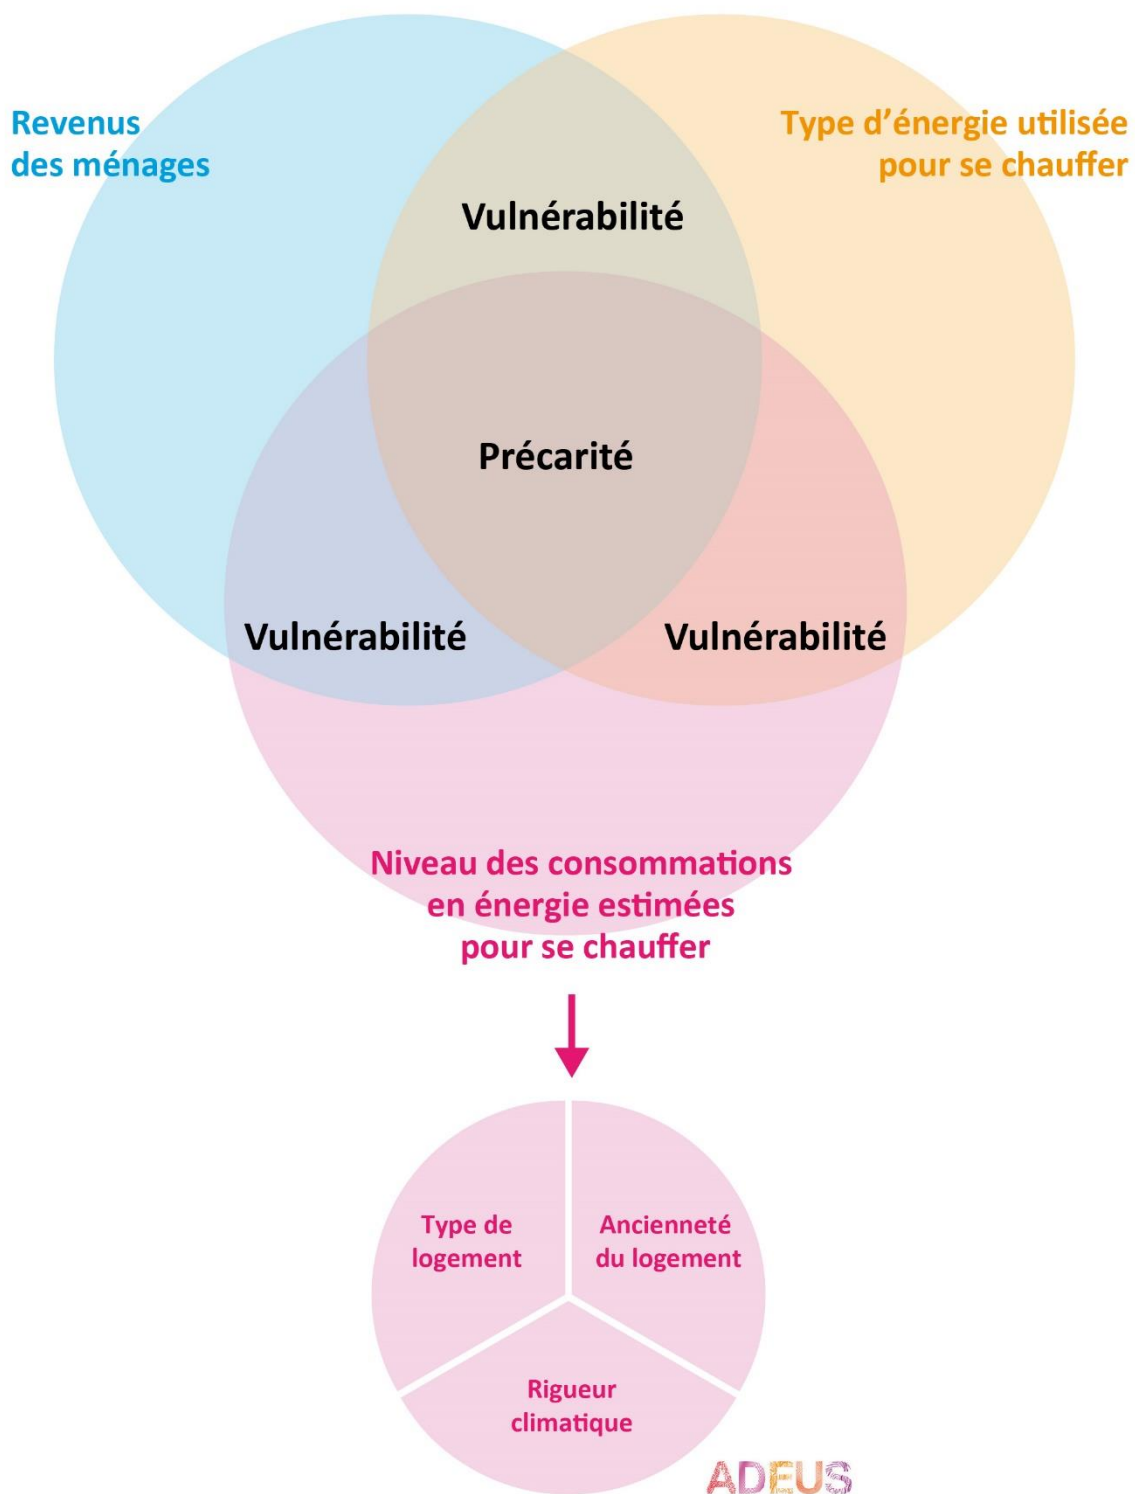 Revenus
des ménages
Type d’énergie utilisée
pour se chauffer
Vulnérabilité
Précarité
Vulnérabilité
Vulnérabilité
Niveau des consommations
en énergie estimées
pour se chauffer
Type de
logement
Ancienneté
du logement
Rigueur
climatique
ADEUS